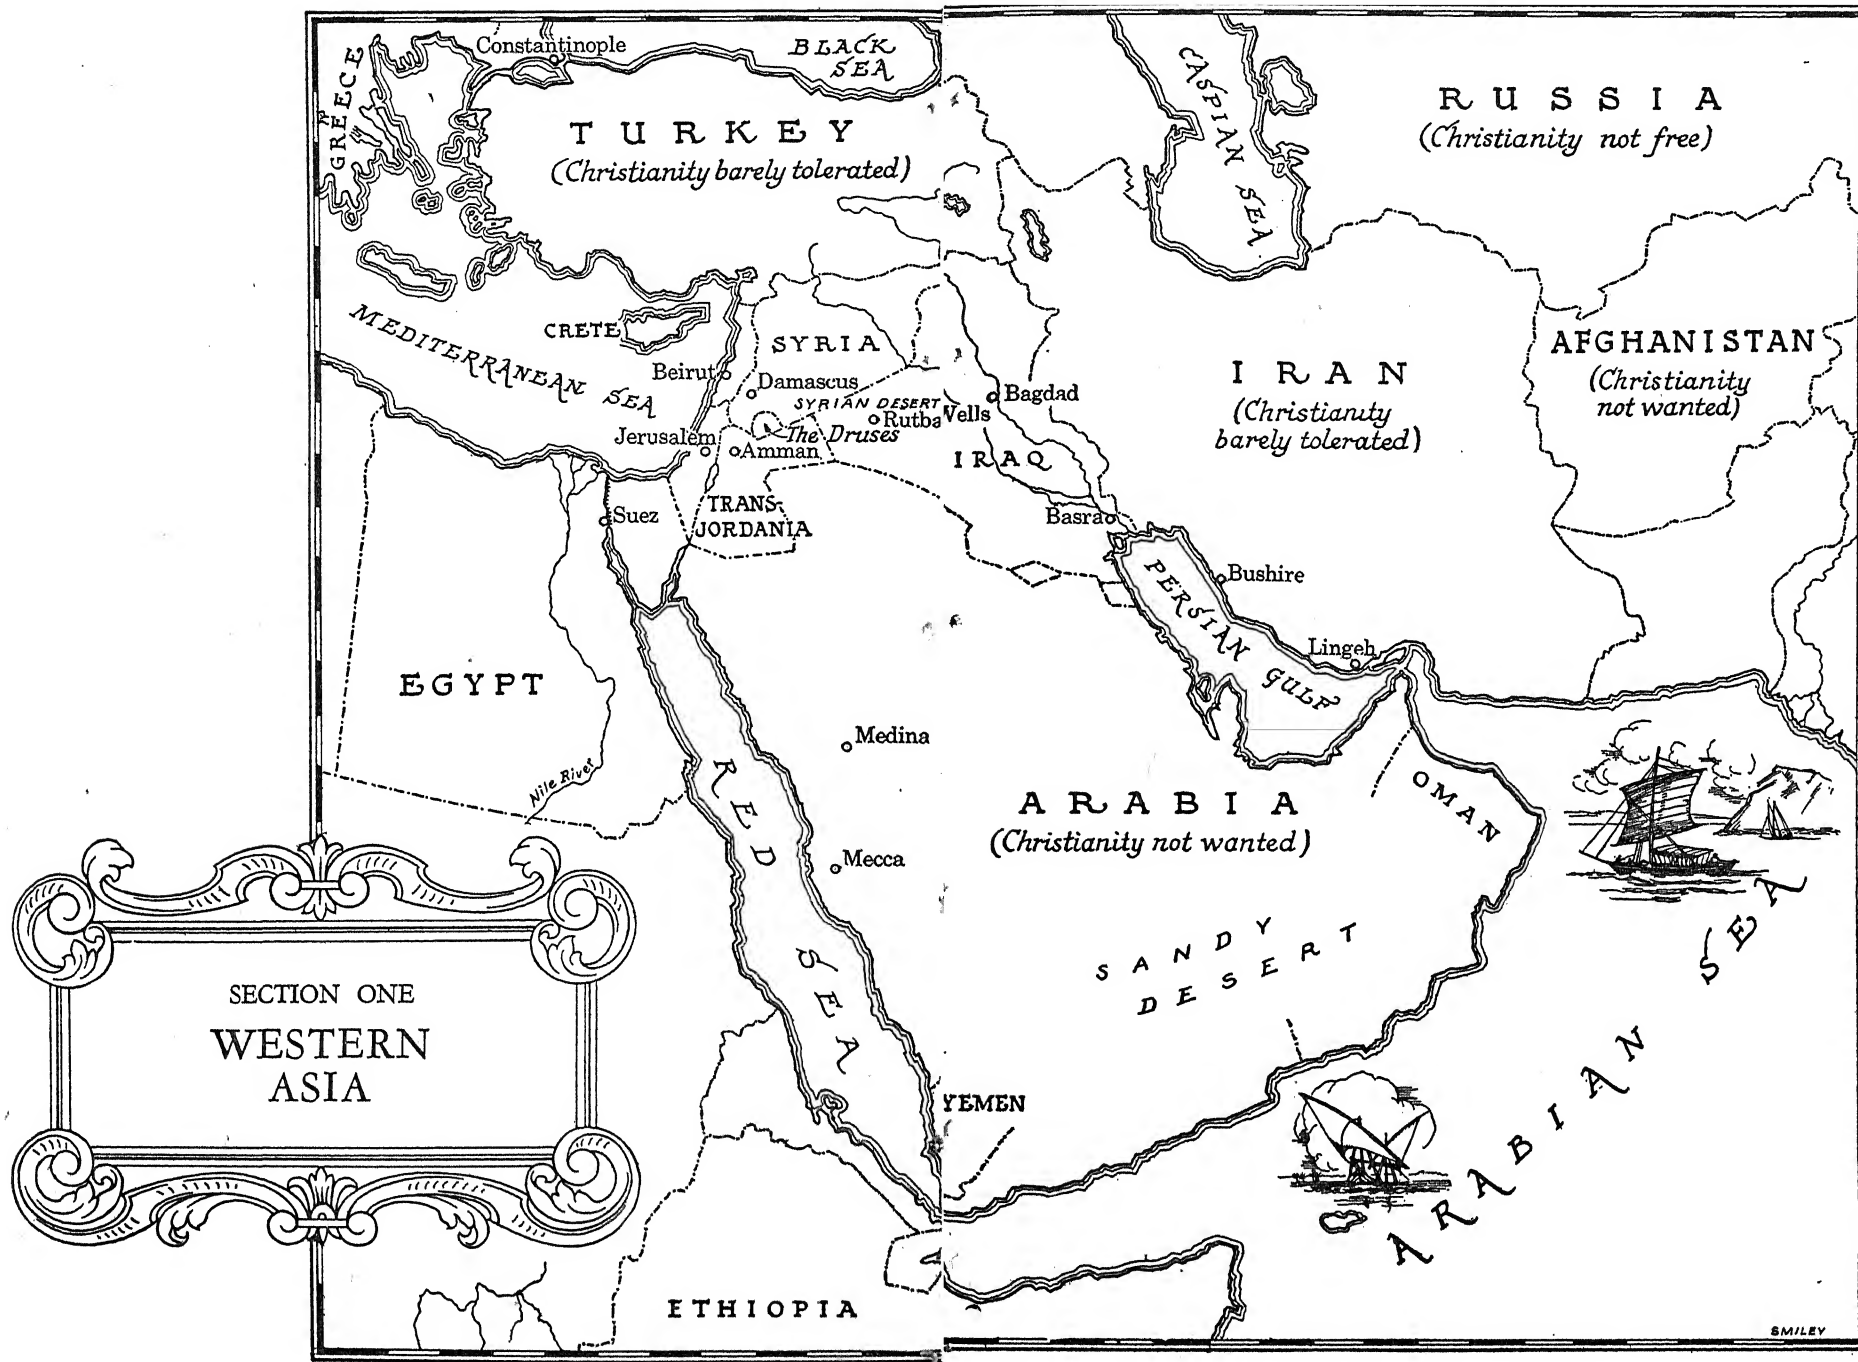 Constantinople
BLACK
SEA
GREECE
TURKEY
(Christianity barely tolerated)
CASPIAN SEA
RUSSIA
(Christianity not free)
MEDITERRANEAN SEA
CRETE
SYRIA
Beirut
Damascus
SYRIAN DESERT
Rutba Wells
The Druses
Jerusalem
Amman
Bagdad
IRAQ
IRAN
(Christianity
barely tolerated)
AFGHANISTAN
(Christianity
not wanted)
Suez
TRANS-
JORDANIA
Basra
Bushire
PERSIAN GULF
Lingeh
EGYPT
Nile River
Medina
RED SEA
Mecca
ARABIA
(Christianity not wanted)
OMAN
SANDY
DESERT
ARABIAN SEA
YEMEN
ETHIOPIA
SECTION ONE
WESTERN
ASIA
SMILEY